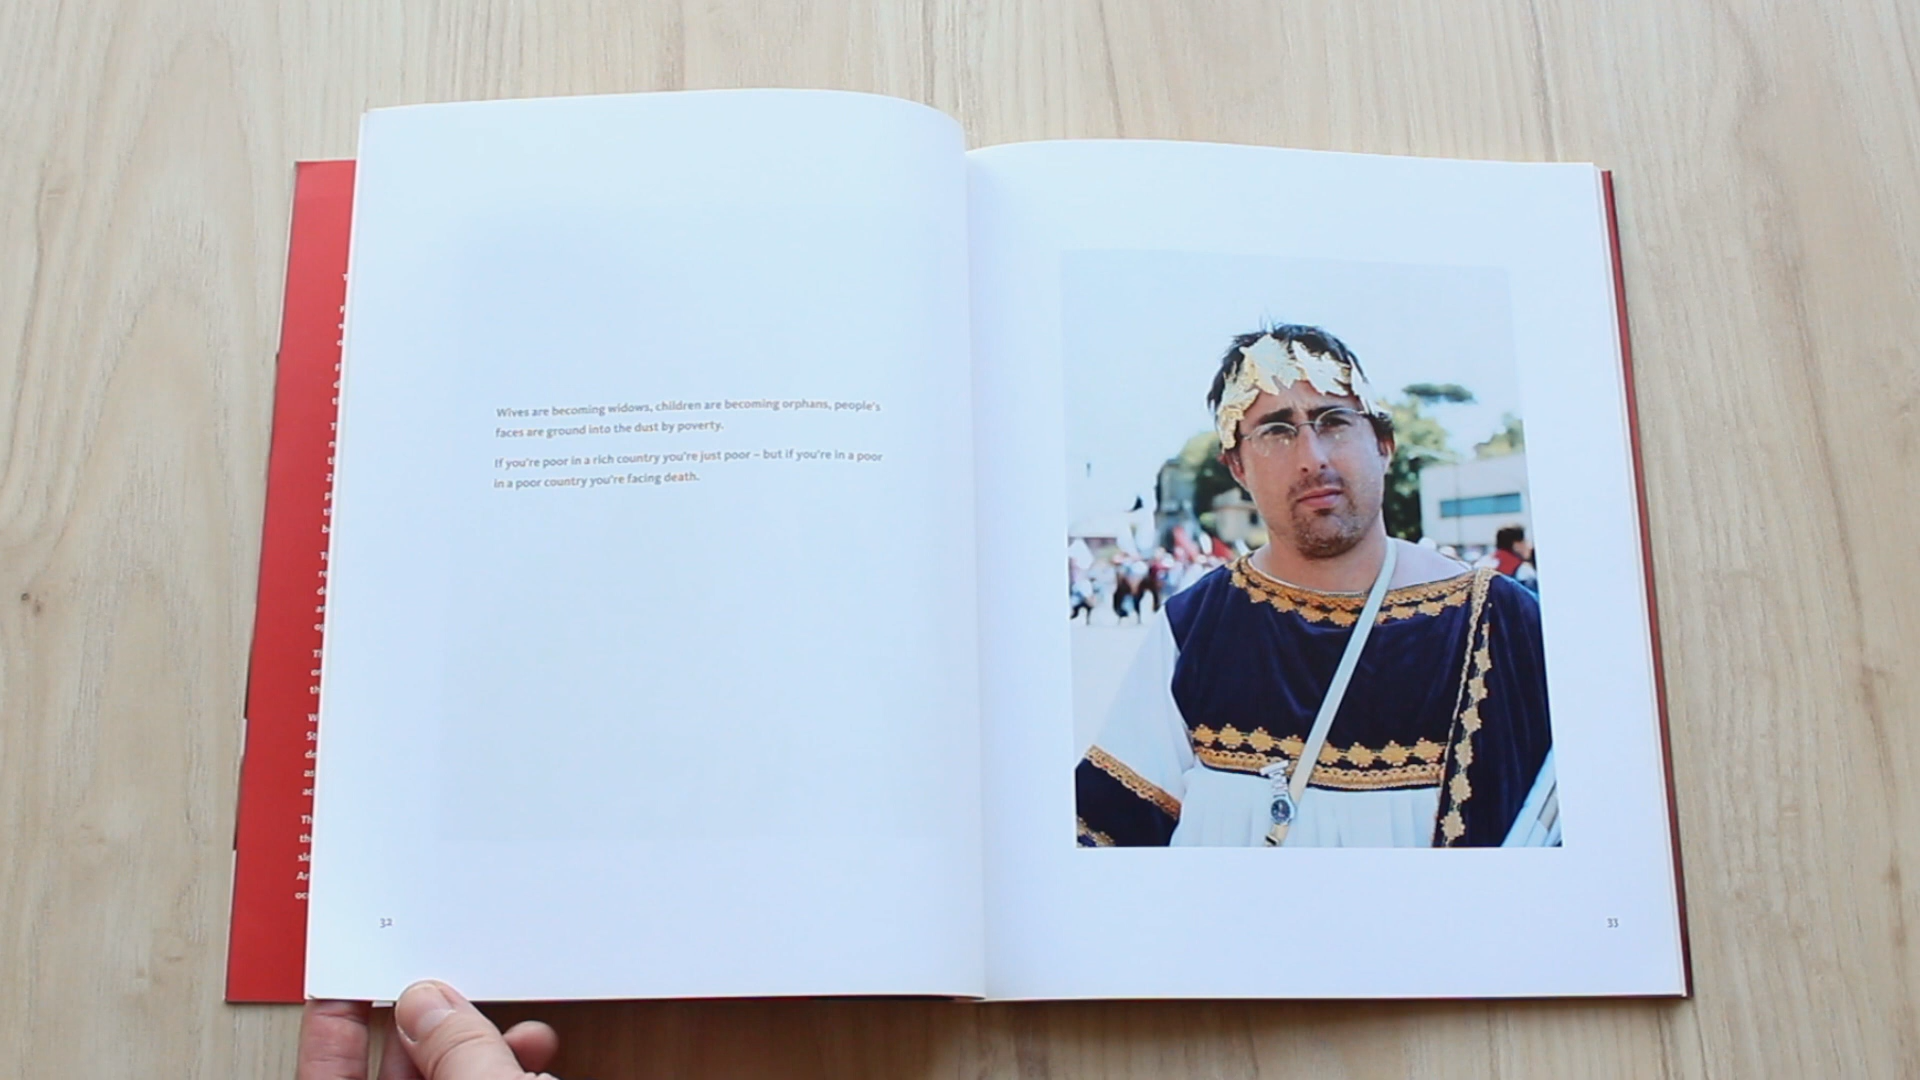 Wives are becoming widows, children are becoming orphans, people's
faces are ground into the dust by poverty.
If you're poor in a rich country you're just poor – but if you're in a poor
in a poor country you're facing death.
32
33